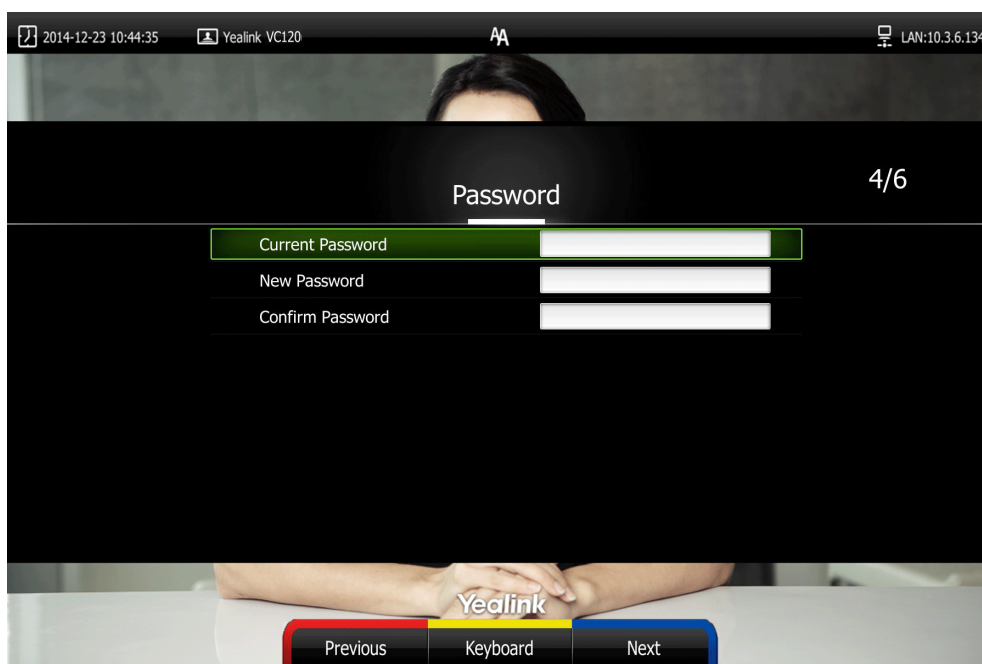 2014-12-23 10:44:35 Yealink VC120 AA LAN:10.3.6.134
4/6
Password
Current Password
New Password
Confirm Password
Yealink
Previous Keyboard Next